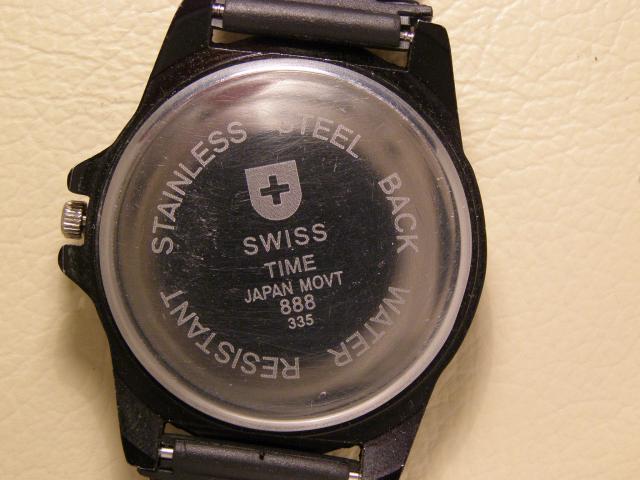 STAINLESS STEEL BACK
WATER RESISTANT
SWISS
TIME
JAPAN MOVT
888
335